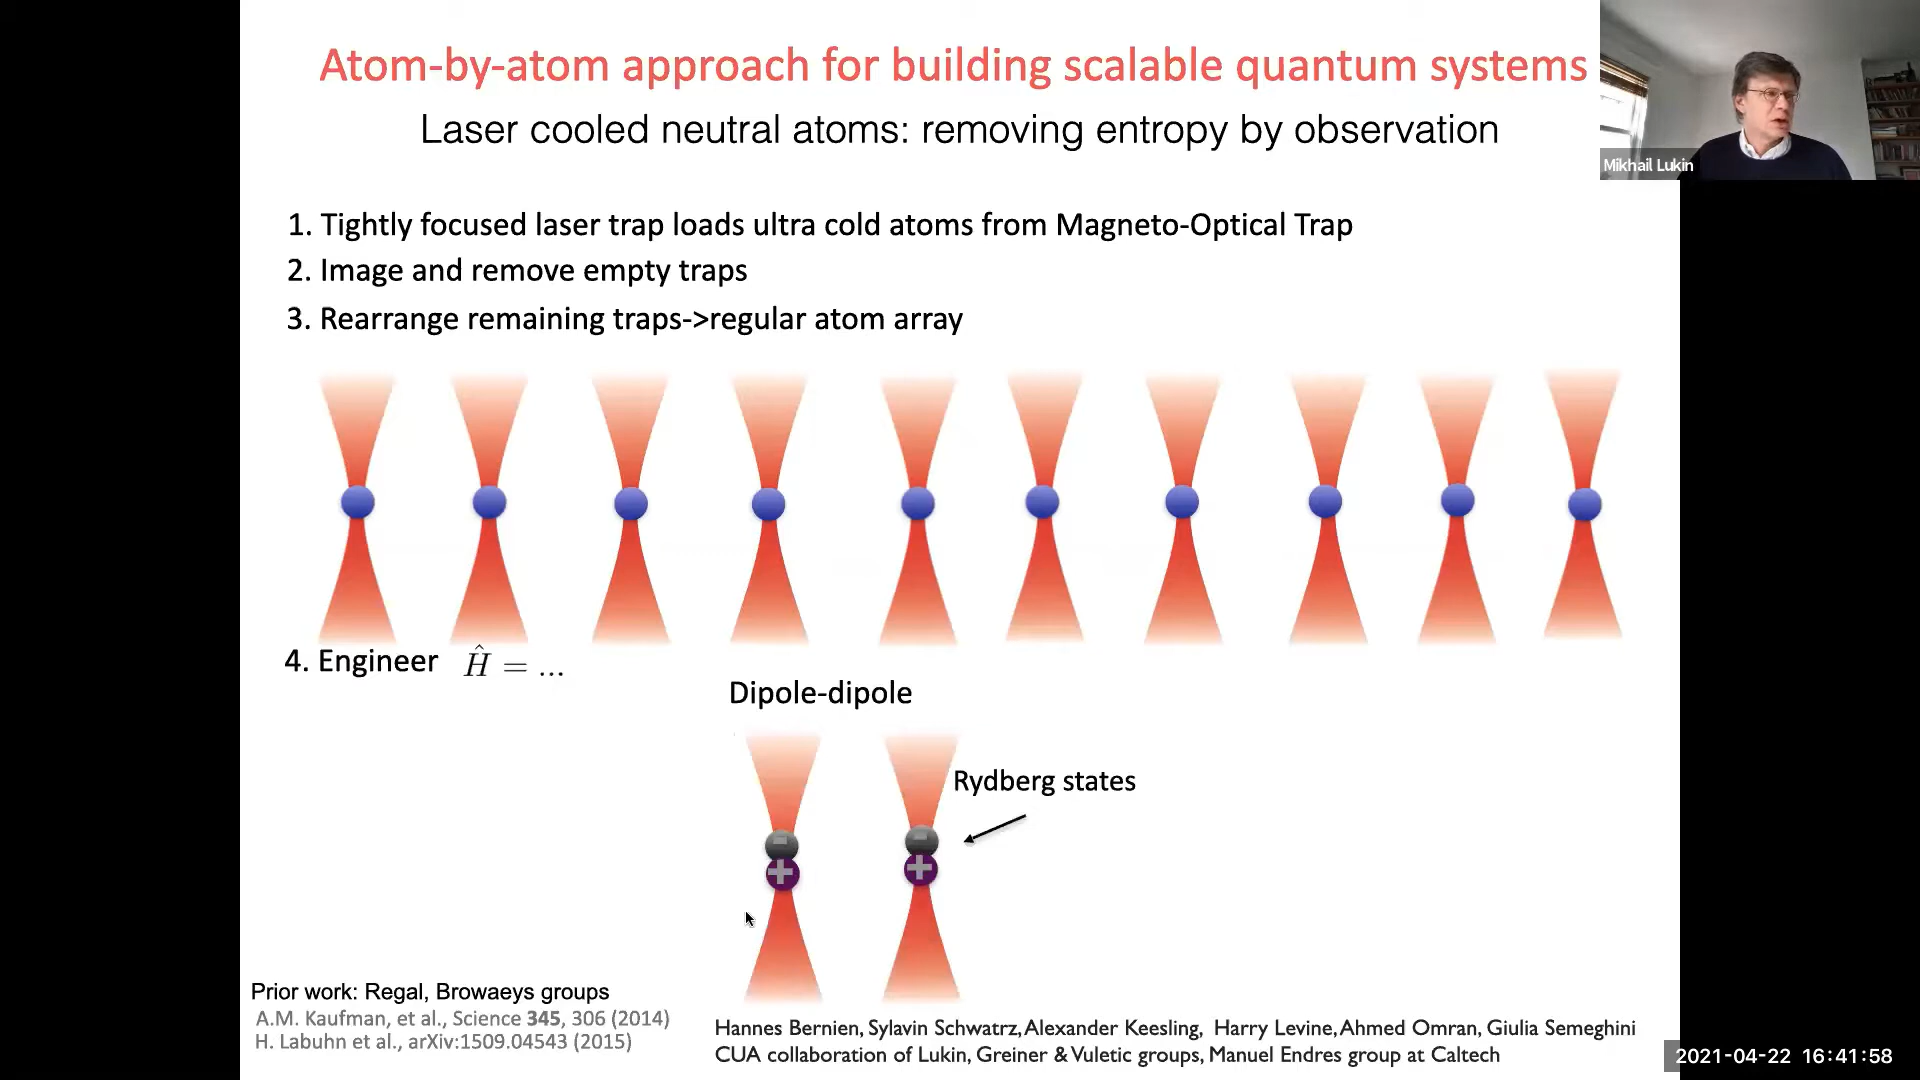 Atom-by-atom approach for building scalable quantum systems
Laser cooled neutral atoms: removing entropy by observation
Mikhail Lukin
1. Tightly focused laser trap loads ultra cold atoms from Magneto-Optical Trap
2. Image and remove empty traps
3. Rearrange remaining traps->regular atom array
4. Engineer Ĥ = ...
Dipole-dipole
Rydberg states
- -
+ +
Prior work: Regal, Browaeys groups
A.M. Kaufman, et al., Science 345, 306 (2014)
H. Labuhn et al., arXiv:1509.04543 (2015)
Hannes Bernien, Sylavin Schwatrz, Alexander Keesling, Harry Levine, Ahmed Omran, Giulia Semeghini
CUA collaboration of Lukin, Greiner & Vuletic groups, Manuel Endres group at Caltech
2021-04-22 16:41:58